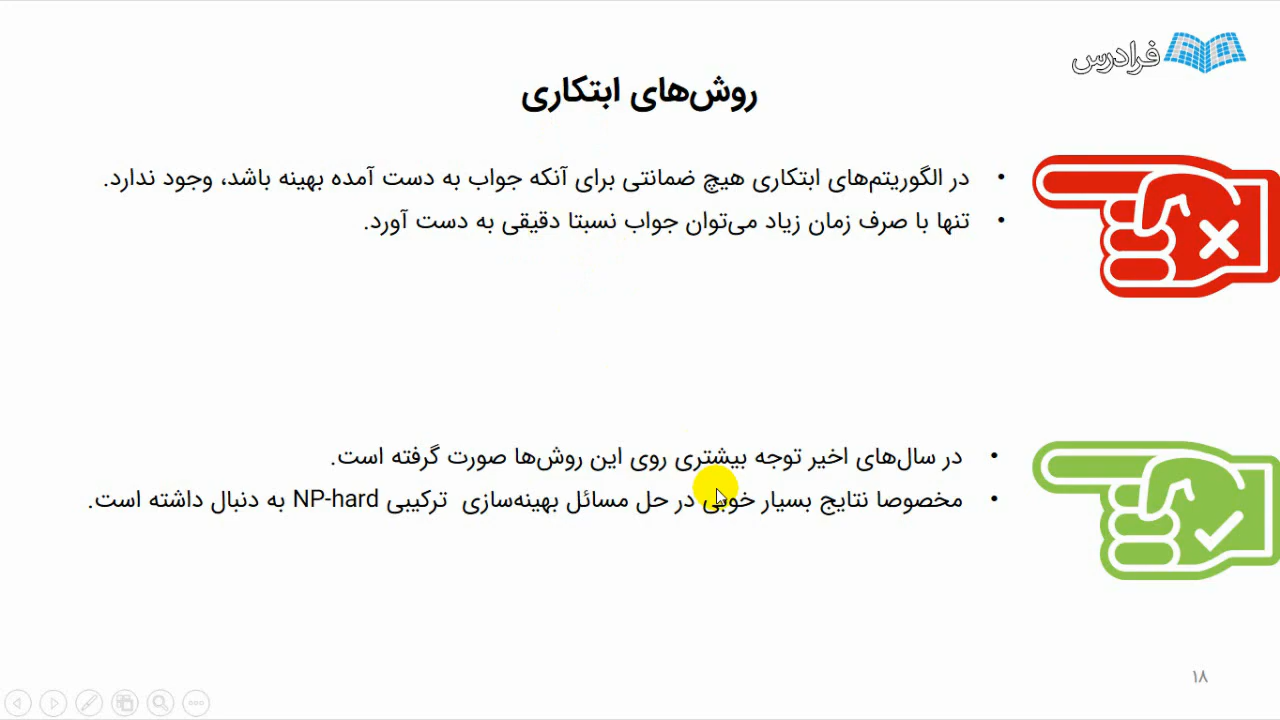 فرادرس
روش‌های ابتکاری
• در الگوریتم‌های ابتکاری هیچ ضمانتی برای آنکه جواب به دست آمده بهینه باشد، وجود ندارد.
• تنها با صرف زمان زیاد می‌توان جواب نسبتا دقیقی به دست آورد.
• در سال‌های اخیر توجه بیشتری روی این روش‌ها صورت گرفته است.
• مخصوصا نتایج بسیار خوبی در حل مسائل بهینه‌سازی ترکیبی NP-hard به دنبال داشته است.
۱۸